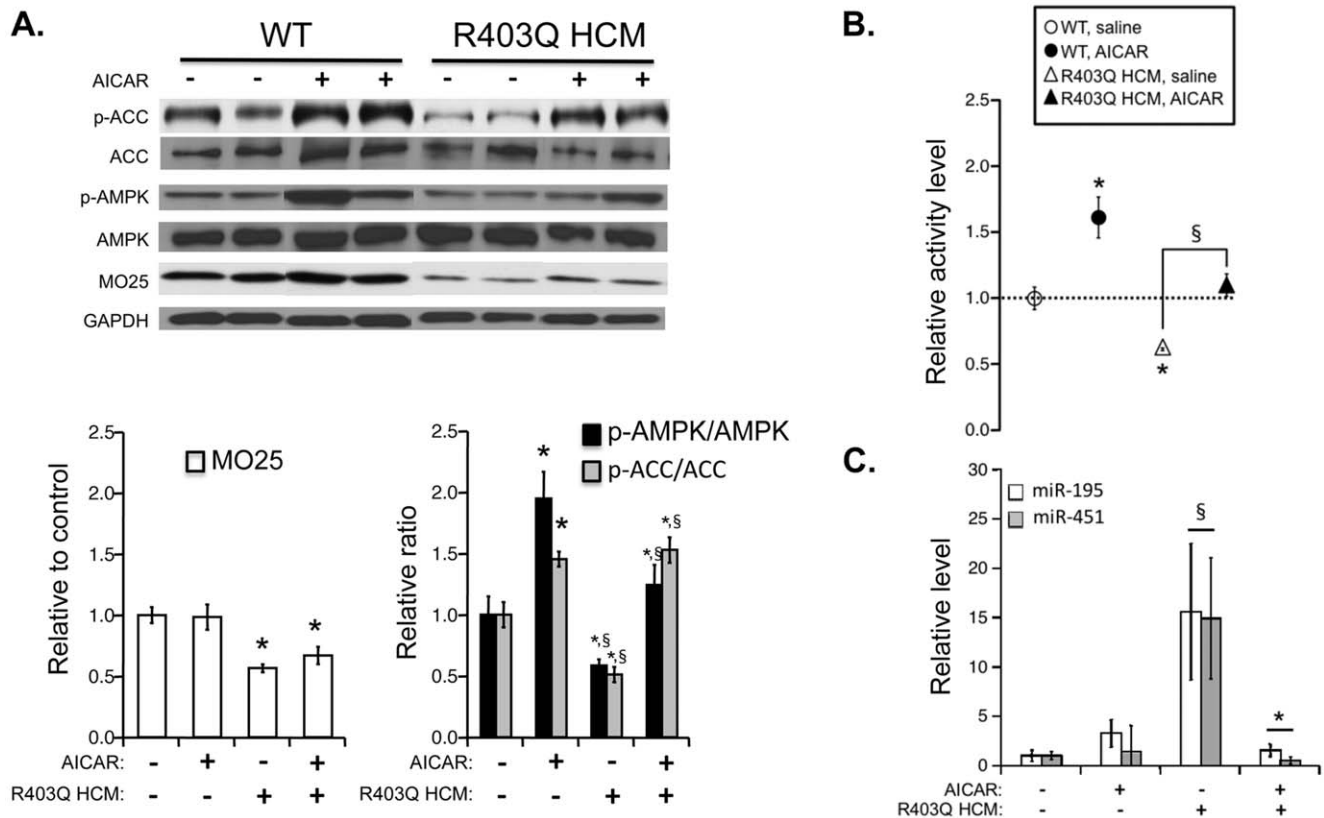 A.
WT R403Q HCM
AICAR - - + + - - + +
p-ACC
ACC
p-AMPK
AMPK
MO25
GAPDH
2.5
2.0
1.5
1.0
0.5
0.0
Relative to control
MO25
* *
AICAR: - + - +
R403Q HCM: - - + +
2.5
2.0
1.5
1.0
0.5
0.0
Relative ratio
p-AMPK/AMPK
p-ACC/ACC
* * *,§ *,§ *,§ *,§
AICAR: - + - +
R403Q HCM: - - + +
B.
WT, saline
WT, AICAR
R403Q HCM, saline
R403Q HCM, AICAR
2.5
2.0
1.5
1.0
0.5
0.0
Relative activity level
*
§
*
C.
30
25
20
15
10
5
0
Relative level
miR-195
miR-451
§
*
AICAR: - + - +
R403Q HCM: - - + +